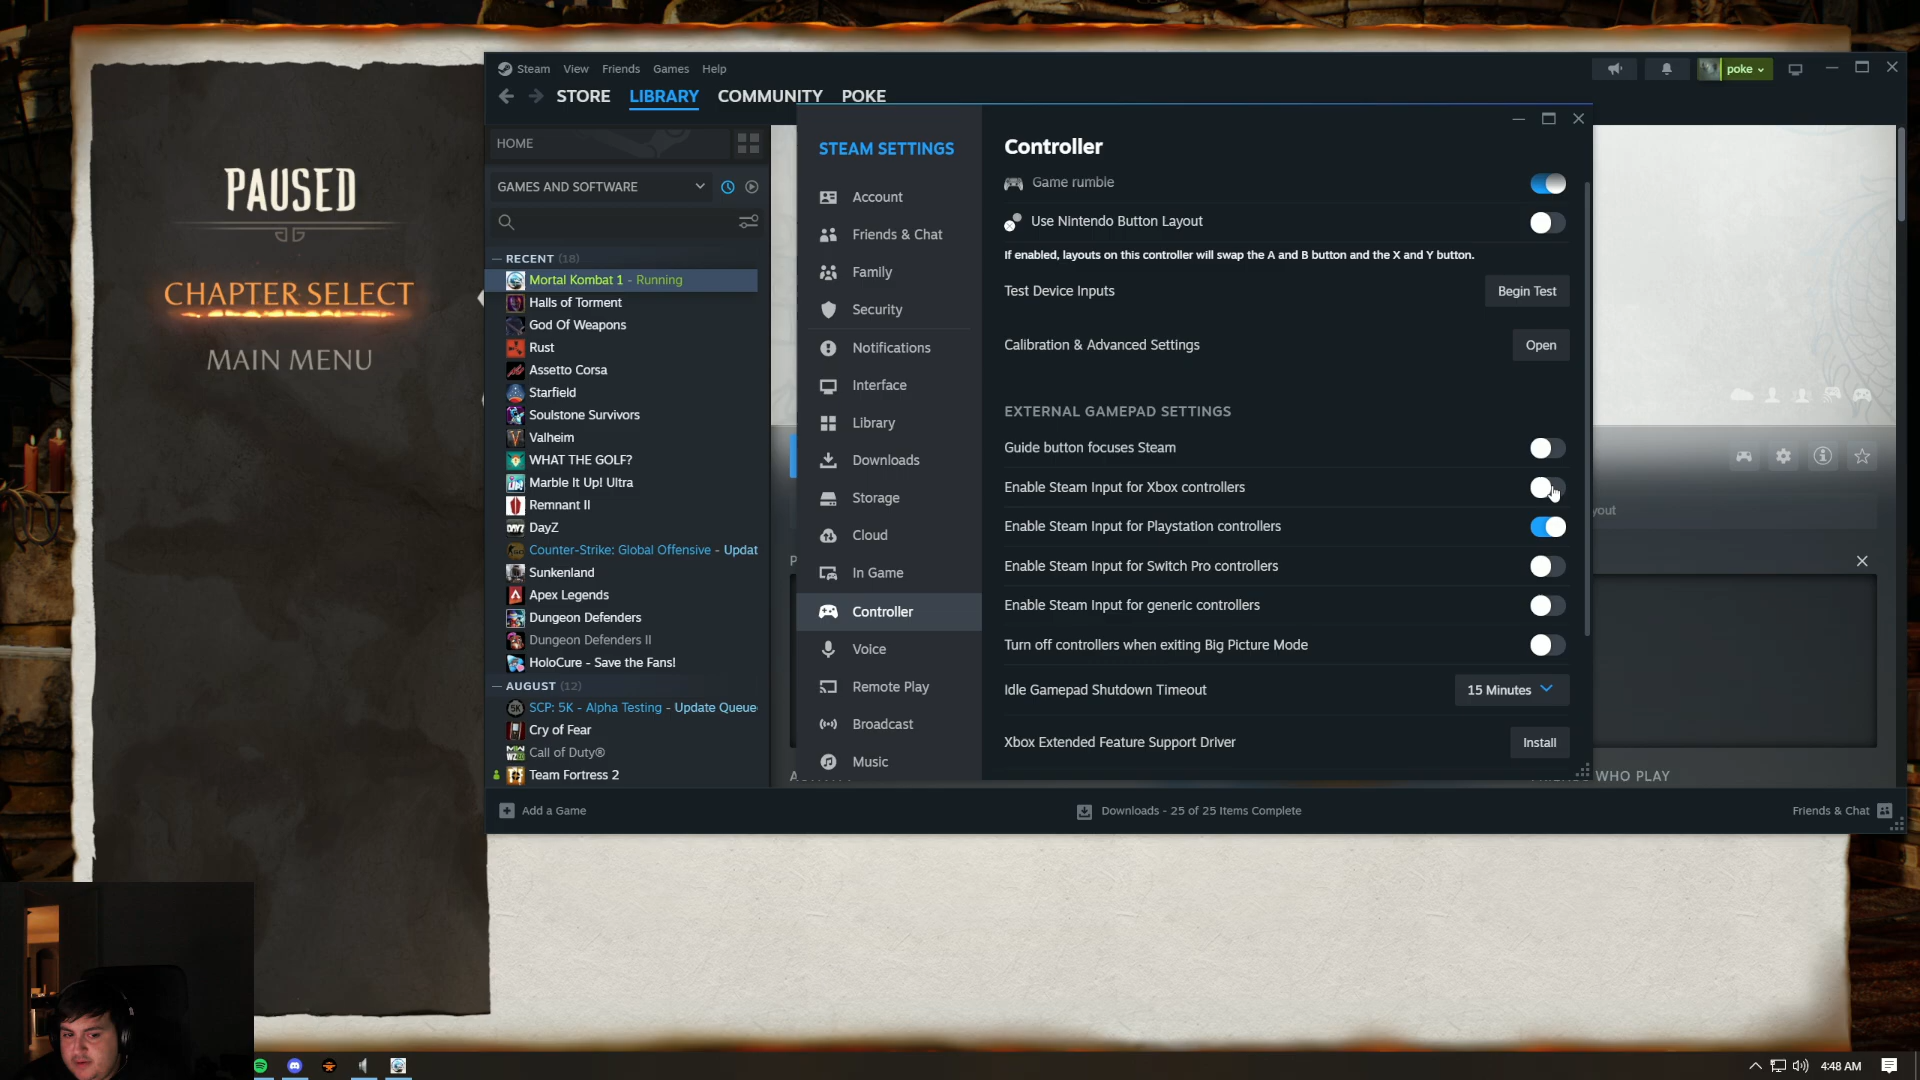 PAUSED
CHAPTER SELECT
MAIN MENU
Steam View Friends Games Help
poke
STORE LIBRARY COMMUNITY POKE
HOME
GAMES AND SOFTWARE
RECENT (18)
Mortal Kombat 1 - Running
Halls of Torment
God Of Weapons
Rust
Assetto Corsa
Starfield
Soulstone Survivors
Valheim
WHAT THE GOLF?
Marble It Up! Ultra
Remnant II
DayZ
Counter-Strike: Global Offensive - Updat
Sunkenland
Apex Legends
Dungeon Defenders
Dungeon Defenders II
HoloCure - Save the Fans!
AUGUST (12)
SCP: 5K - Alpha Testing - Update Queue
Cry of Fear
Call of Duty®
Team Fortress 2
STEAM SETTINGS
Account
Friends & Chat
Family
Security
Notifications
Interface
Library
Downloads
Storage
Cloud
In Game
Controller
Voice
Remote Play
Broadcast
Music
Controller
Game rumble
Use Nintendo Button Layout
If enabled, layouts on this controller will swap the A and B button and the X and Y button.
Test Device Inputs Begin Test
Calibration & Advanced Settings Open
EXTERNAL GAMEPAD SETTINGS
Guide button focuses Steam
Enable Steam Input for Xbox controllers
Enable Steam Input for Playstation controllers
Enable Steam Input for Switch Pro controllers
Enable Steam Input for generic controllers
Turn off controllers when exiting Big Picture Mode
Idle Gamepad Shutdown Timeout 15 Minutes
Xbox Extended Feature Support Driver Install
yout
WHO PLAY
Add a Game
Downloads - 25 of 25 Items Complete
Friends & Chat
4:48 AM